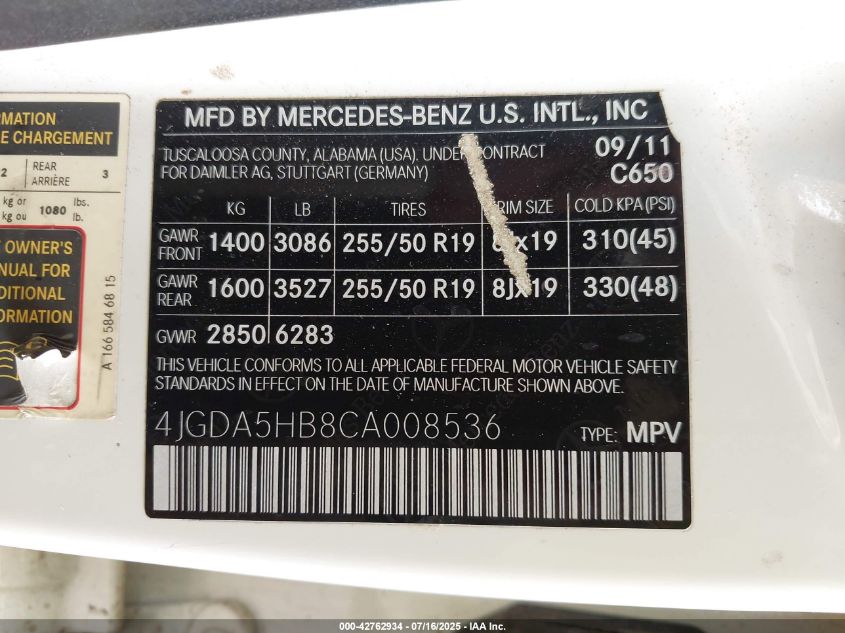 RMATION
E CHARGEMENT
2 REAR ARRIÈRE 3
kg or lbs.
kg ou 1080 lb.
OWNER'S
NUAL FOR
DITIONAL
ORMATION
A 166 584 68 15
MFD BY MERCEDES-BENZ U.S. INTL., INC
TUSCALOOSA COUNTY, ALABAMA (USA). UNDER CONTRACT 09/11
FOR DAIMLER AG, STUTTGART (GERMANY) C650
KG LB TIRES RIM SIZE COLD KPA(PSI)
GAWR FRONT 1400 3086 255/50 R19 8Jx19 310(45)
GAWR REAR 1600 3527 255/50 R19 8Jx19 330(48)
GVWR 2850 6283
THIS VEHICLE CONFORMS TO ALL APPLICABLE FEDERAL MOTOR VEHICLE SAFETY
STANDARDS IN EFFECT ON THE DATE OF MANUFACTURE SHOWN ABOVE.
4JGDA5HB8CA008536 TYPE: MPV
000-42762934 / 07/16/2025 - IAA Inc.